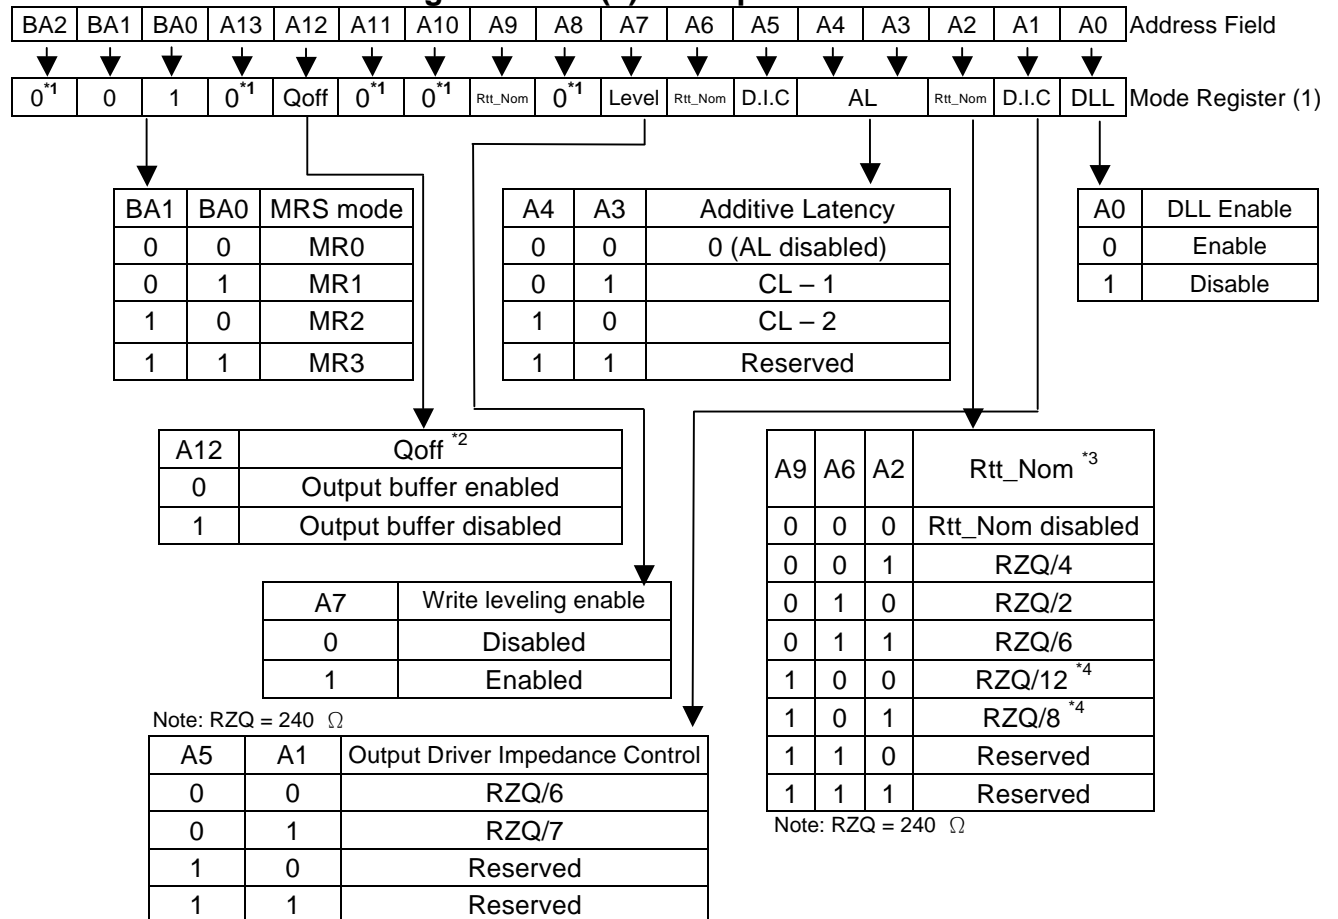 BA2 BA1 BA0 A13 A12 A11 A10 A9 A8 A7 A6 A5 A4 A3 A2 A1 A0 Address Field
0*1 0 1 0*1 Qoff 0*1 0*1 Rtt_Nom 0*1 Level Rtt_Nom D.I.C AL Rtt_Nom D.I.C DLL Mode Register (1)
BA1 BA0 MRS mode
0 0 MR0
0 1 MR1
1 0 MR2
1 1 MR3
A4 A3 Additive Latency
0 0 0 (AL disabled)
0 1 CL – 1
1 0 CL – 2
1 1 Reserved
A0 DLL Enable
0 Enable
1 Disable
A12 Qoff *2
0 Output buffer enabled
1 Output buffer disabled
A9 A6 A2 Rtt_Nom *3
0 0 0 Rtt_Nom disabled
0 0 1 RZQ/4
0 1 0 RZQ/2
0 1 1 RZQ/6
1 0 0 RZQ/12 *4
1 0 1 RZQ/8 *4
1 1 0 Reserved
1 1 1 Reserved
Note: RZQ = 240 Ω
A7 Write leveling enable
0 Disabled
1 Enabled
Note: RZQ = 240 Ω
A5 A1 Output Driver Impedance Control
0 0 RZQ/6
0 1 RZQ/7
1 0 Reserved
1 1 Reserved